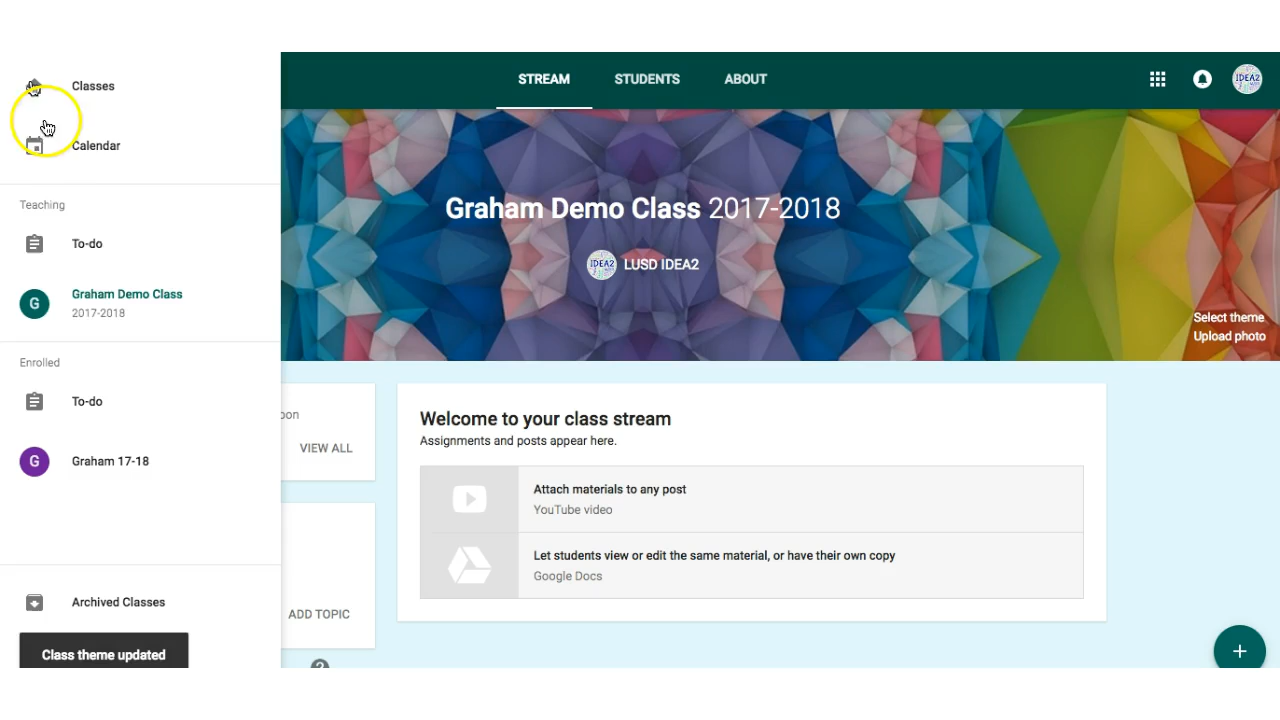 Classes
Calendar
Teaching
To-do
G
Graham Demo Class
2017-2018
Enrolled
To-do
G
Graham 17-18
Archived Classes
Class theme updated
STREAM STUDENTS ABOUT
IDEA2
Graham Demo Class 2017-2018
IDEA2 LUSD IDEA2
Select theme
Upload photo
VIEW ALL
ADD TOPIC
?
Welcome to your class stream
Assignments and posts appear here.
Attach materials to any post
YouTube video
Let students view or edit the same material, or have their own copy
Google Docs
+